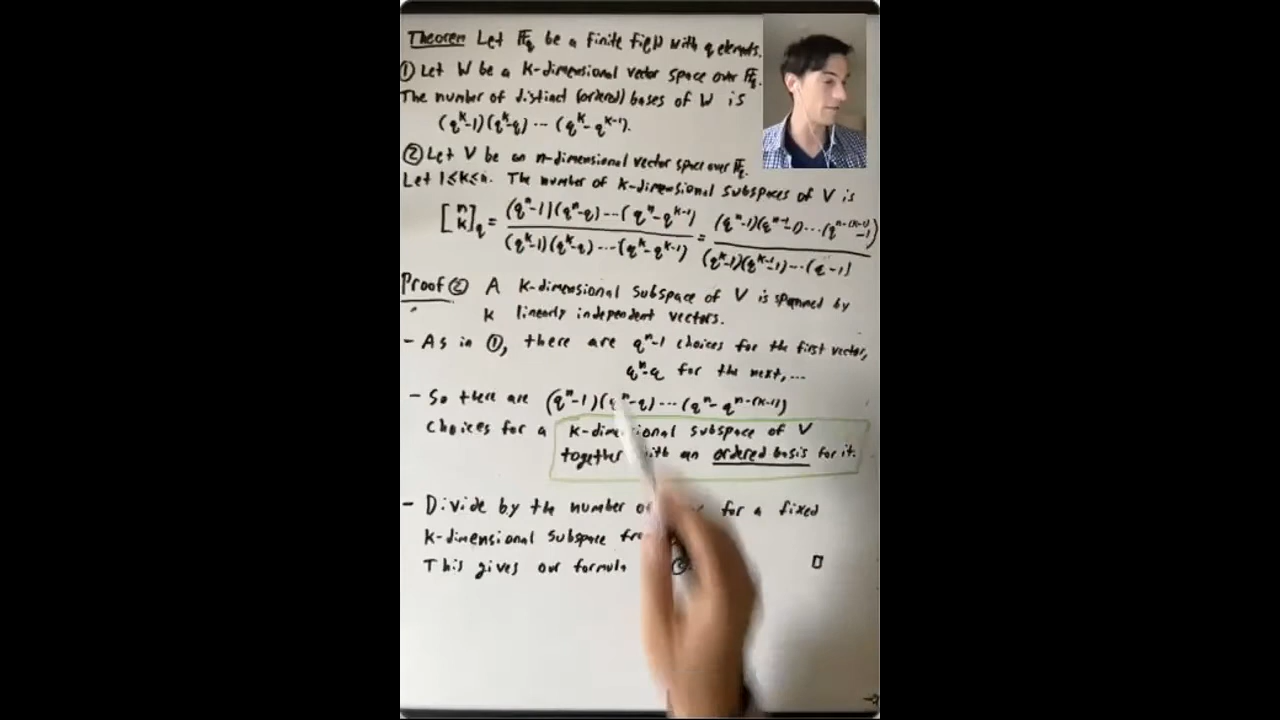 Theorem Let 𝔽_q be a finite field with q elements.
① Let W be a k-dimensional vector space over 𝔽_q.
The number of distinct (ordered) bases of W is
(q^k-1)(q^k-q) ... (q^k - q^{k-1}).
② Let V be an n-dimensional vector space over 𝔽_q.
Let 1≤k≤n. The number of k-dimensional subspaces of V is
[n k]_q = (q^n-1)(q^n-q)...(q^n-q^{k-1}) / (q^k-1)(q^k-q)...(q^k-q^{k-1}) = (q^n-1)(q^{n-1}-1)...(q^{n-(k-1)}-1) / (q^k-1)(q^{k-1}-1)...(q-1)
Proof ② A k-dimensional subspace of V is spanned by
k linearly independent vectors.
- As in ①, there are q^n-1 choices for the first vector,
q^n-q for the next, ...
- So there are (q^n-1)(q^n-q) ... (q^n - q^{n-(k-1)})
choices for a k-dimensional subspace of V
together with an ordered basis for it.
- Divide by the number for a fixed
k-dimensional subspace
This gives our formula